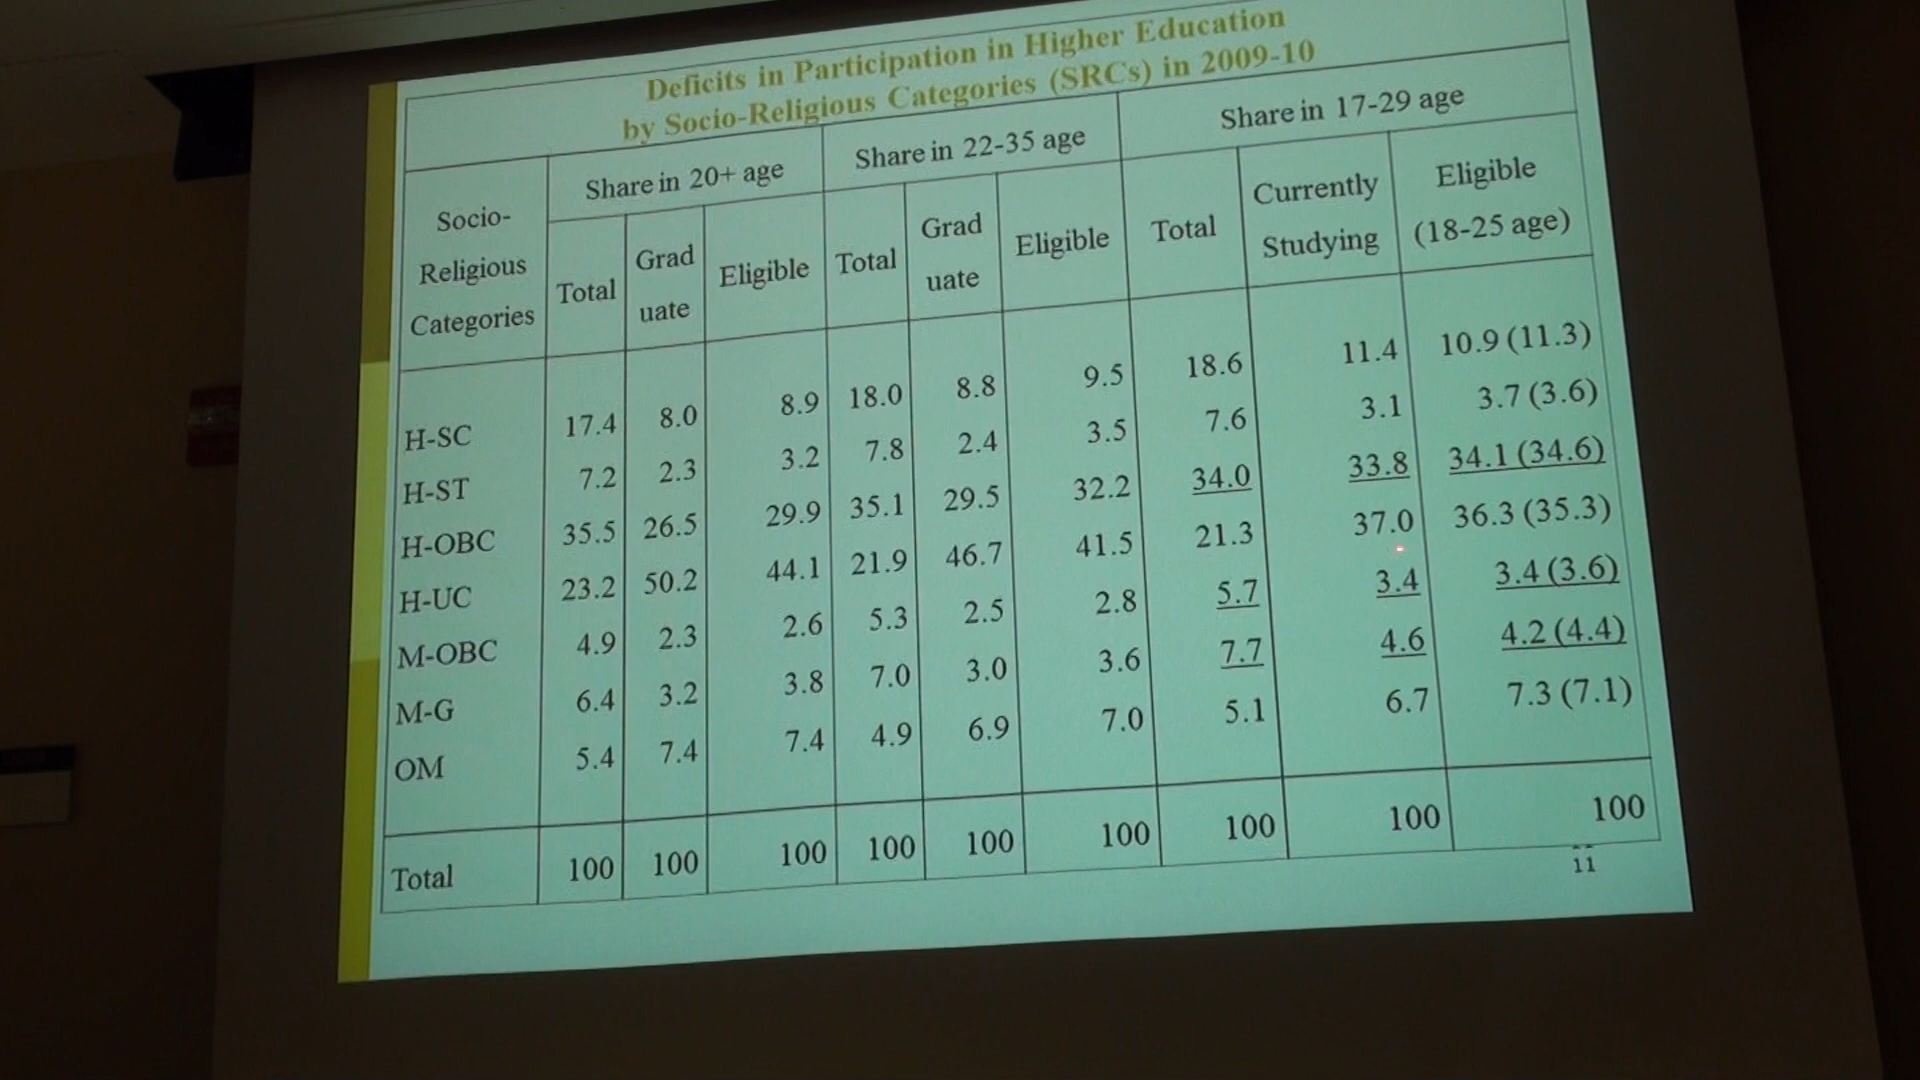 Deficits in Participation in Higher Education
by Socio-Religious Categories (SRCs) in 2009-10
Socio-Religious Categories Share in 20+ age Share in 22-35 age Share in 17-29 age
Total Graduate Eligible Total Graduate Eligible Total Currently Studying Eligible (18-25 age)
H-SC 17.4 8.0 8.9 18.0 8.8 9.5 18.6 11.4 10.9 (11.3)
H-ST 7.2 2.3 3.2 7.8 2.4 3.5 7.6 3.1 3.7 (3.6)
H-OBC 35.5 26.5 29.9 35.1 29.5 32.2 34.0 33.8 34.1 (34.6)
H-UC 23.2 50.2 44.1 21.9 46.7 41.5 21.3 37.0 36.3 (35.3)
M-OBC 4.9 2.3 2.6 5.3 2.5 2.8 5.7 3.4 3.4 (3.6)
M-G 6.4 3.2 3.8 7.0 3.0 3.6 7.7 4.6 4.2 (4.4)
OM 5.4 7.4 7.4 4.9 6.9 7.0 5.1 6.7 7.3 (7.1)
Total 100 100 100 100 100 100 100 100 100
11